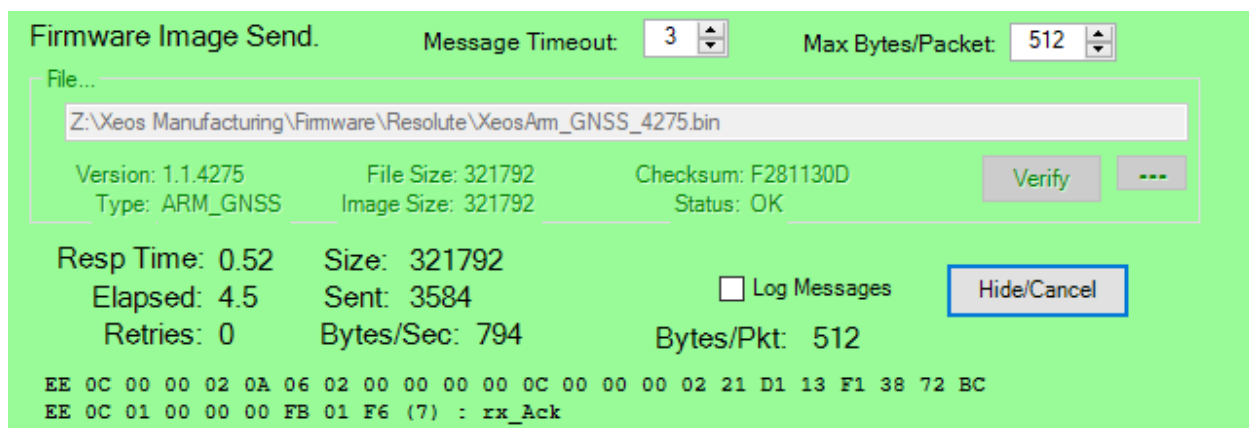 Firmware Image Send. Message Timeout: 3 Max Bytes/Packet: 512
File...
Z:\Xeos Manufacturing\Firmware\Resolute\XeosArm_GNSS_4275.bin
Version: 1.1.4275 File Size: 321792 Checksum: F281130D Verify ---
Type: ARM_GNSS Image Size: 321792 Status: OK
Resp Time: 0.52 Size: 321792
Elapsed: 4.5 Sent: 3584 Log Messages Hide/Cancel
Retries: 0 Bytes/Sec: 794 Bytes/Pkt: 512
EE 0C 00 00 02 0A 06 02 00 00 00 00 0C 00 00 00 02 21 D1 13 F1 38 72 BC
EE 0C 01 00 00 00 FB 01 F6 (7) : rx_Ack